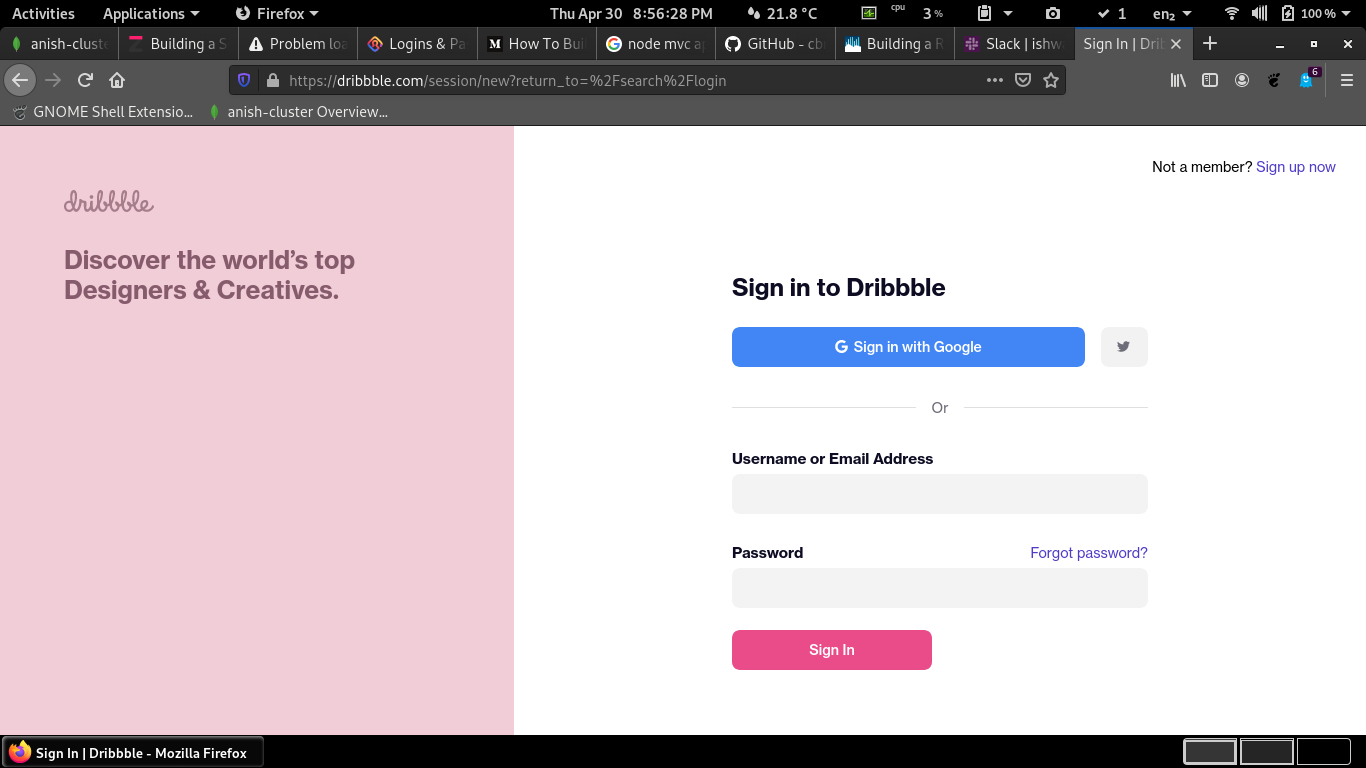 Activities Applications Firefox Thu Apr 30 8:56:28 PM 21.8 °C cpu 3 % 1 en₂ 100 %
anish-cluste Building a S Problem loa Logins & Pa How To Bui node mvc ap GitHub - cb Building a R Slack | ishw Sign In | Drib
https://dribbble.com/session/new?return_to=%2Fsearch%2Flogin 6
GNOME Shell Extensio... anish-cluster Overview...
Not a member? Sign up now
dribbble
Discover the world's top
Designers & Creatives.
Sign in to Dribbble
Sign in with Google
Or
Username or Email Address
Password Forgot password?
Sign In
Sign In | Dribbble - Mozilla Firefox